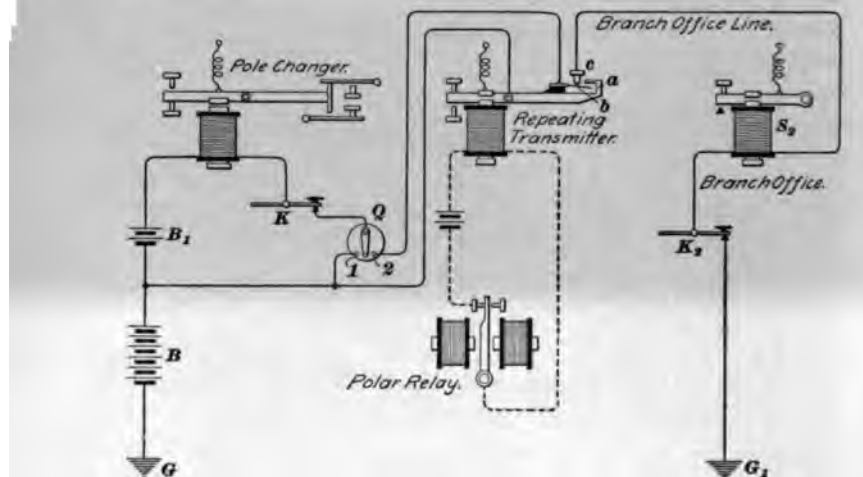 Branch Office Line.
Pole Changer.
c
a
b
Repeating
Transmitter.
S2
Branch Office.
K
Q
K2
B1
1 2
B
Polar Relay.
G
G1